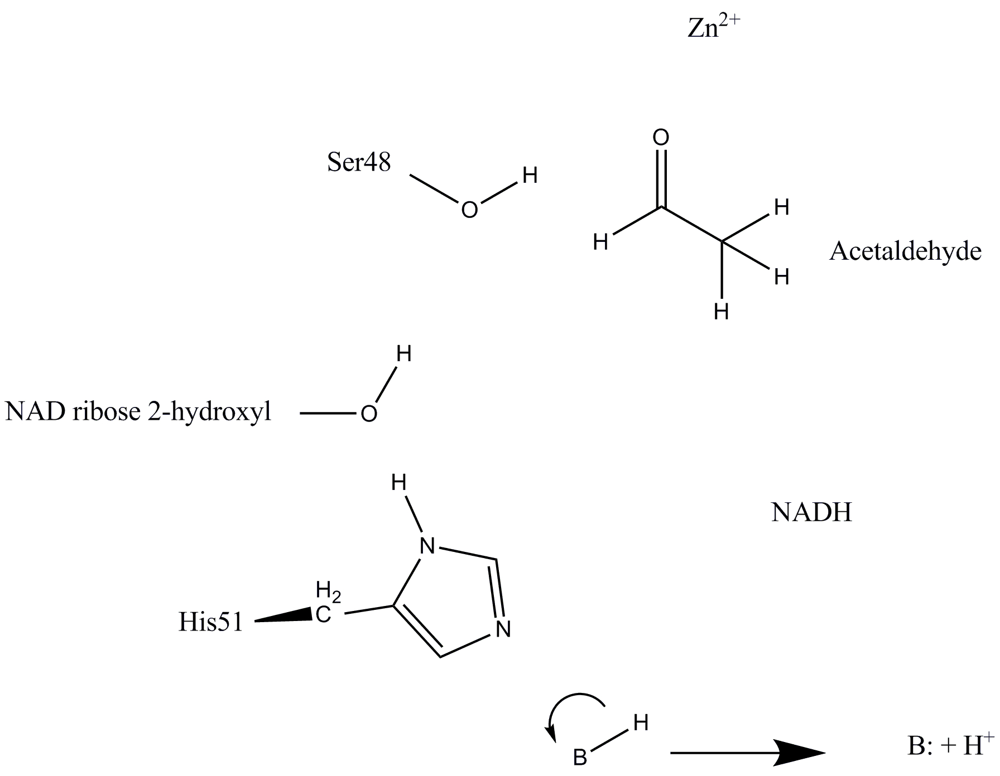 Zn2+
O
Ser48
H
O
H
H
Acetaldehyde
H
H
H
NAD ribose 2-hydroxyl
O
H
NADH
N
H2
His51
C
N
H
B
B: + H+